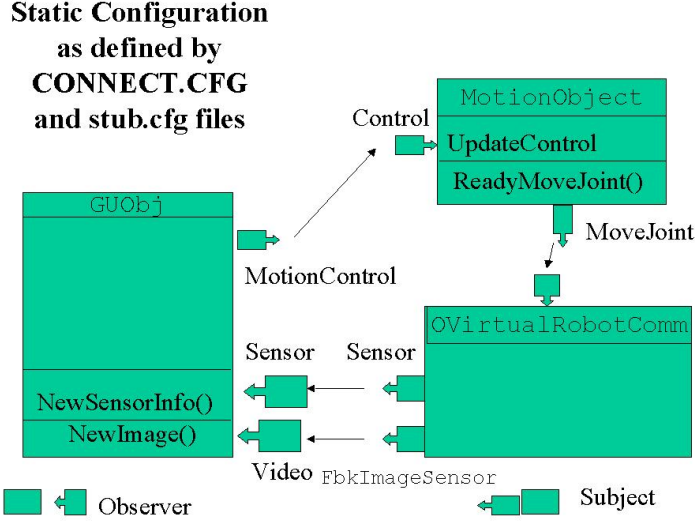 Static Configuration
as defined by
CONNECT.CFG
and stub.cfg files
MotionObject
Control
UpdateControl
ReadyMoveJoint()
GUObj
MoveJoint
MotionControl
OVirtualRobotComm
Sensor
Sensor
NewSensorInfo()
NewImage()
Video
FbkImageSensor
Observer
Subject